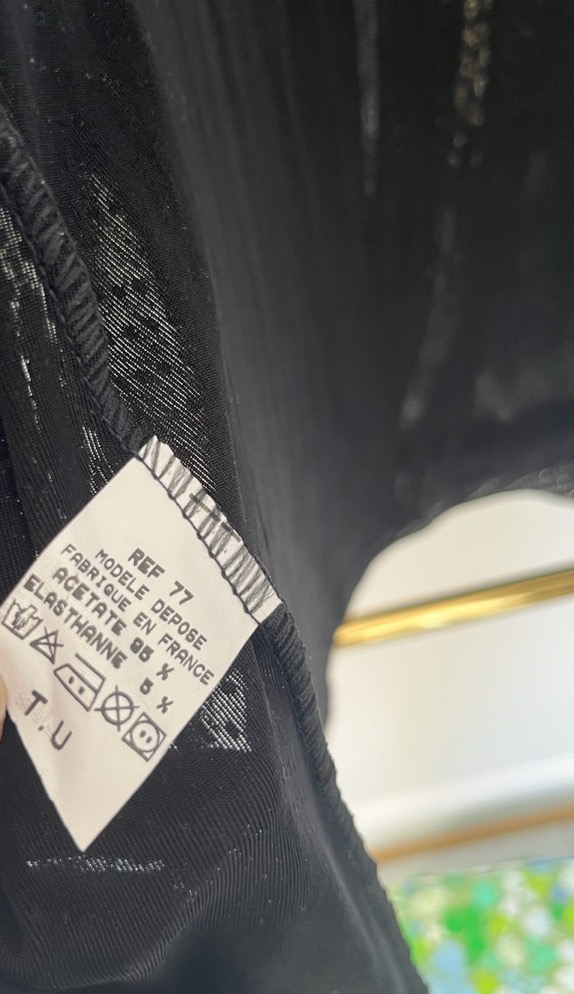 REF 77
MODELE DEPOSE
FABRIQUE EN FRANCE
ACETATE 95 %
ELASTHANNE 5 %
T.U